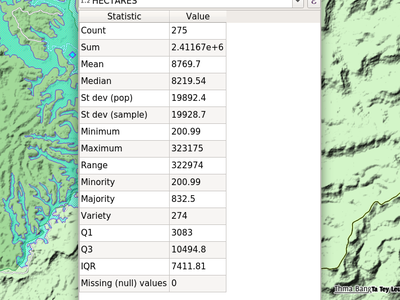 1.2 HECTARES
Statistic Value
Count 275
Sum 2.41167e+6
Mean 8769.7
Median 8219.54
St dev (pop) 19892.4
St dev (sample) 19928.7
Minimum 200.99
Maximum 323175
Range 322974
Minority 200.99
Majority 832.5
Variety 274
Q1 3083
Q3 10494.8
IQR 7411.81
Missing (null) values 0
Thma Bang
Ta Tey Leu